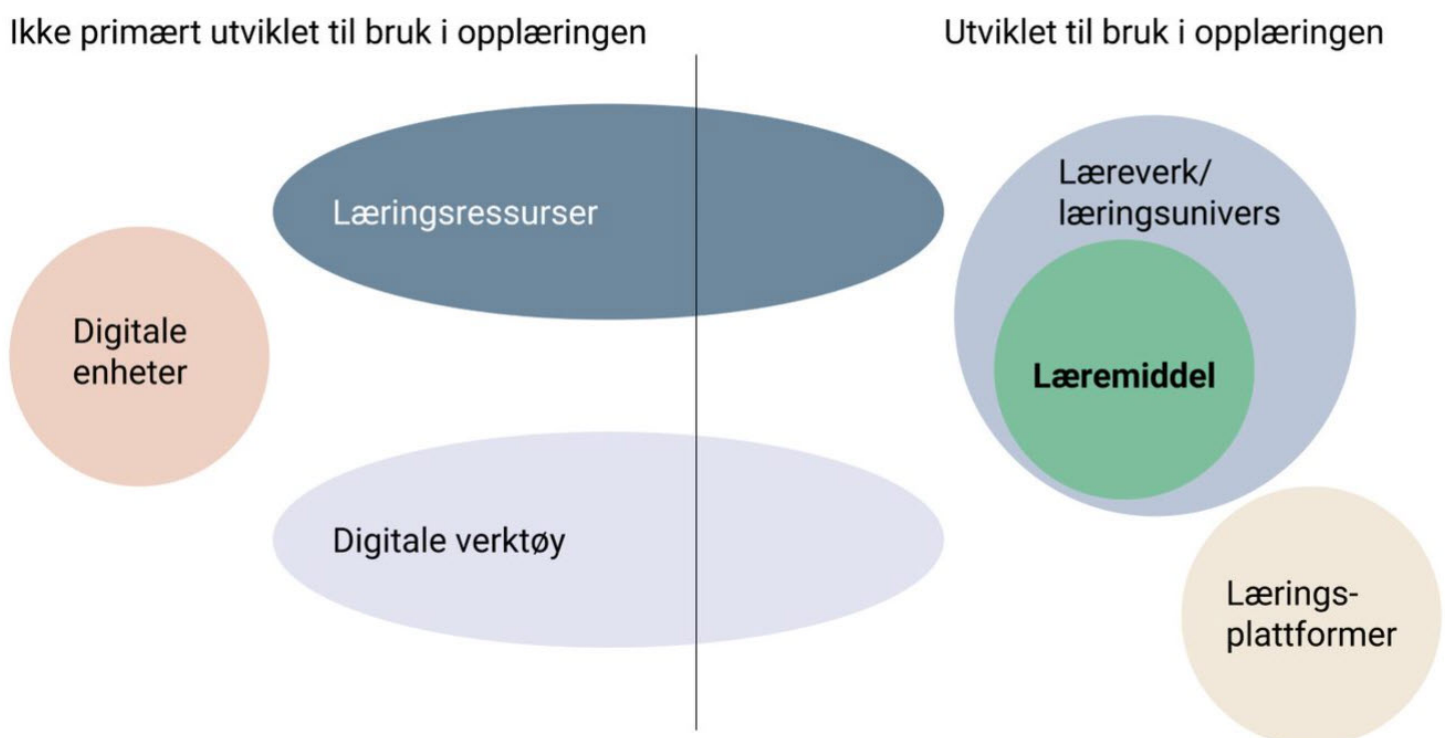 Ikke primært utviklet til bruk i opplæringen
Utviklet til bruk i opplæringen
Læringsressurser
Læreverk/
læringsunivers
Digitale
enheter
Læremiddel
Digitale verktøy
Lærings-
plattformer